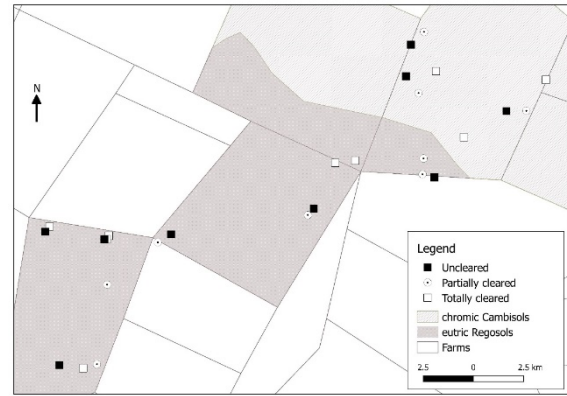 N
Legend
Uncleared
Partially cleared
Totally cleared
chromic Cambisols
eutric Regosols
Farms
2.5 0 2.5 km